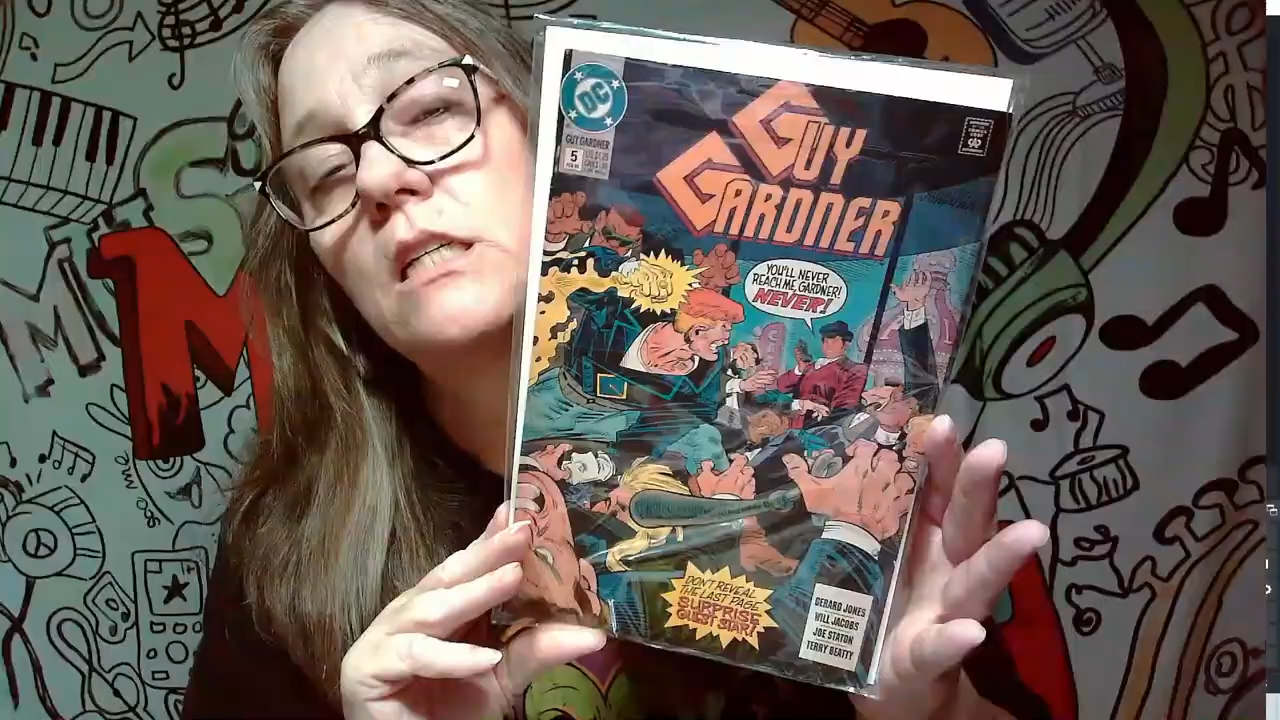 DC
GUY GARDNER
5
GUY
GARDNER
YOU'LL NEVER
REACH ME, GARDNER!
NEVER!
DON'T REVEAL
THE LAST PAGE
SURPRISE
GUEST STAR!
GERARD JONES
WILL JACOBS
JOE STATON
TERRY BEATTY
M